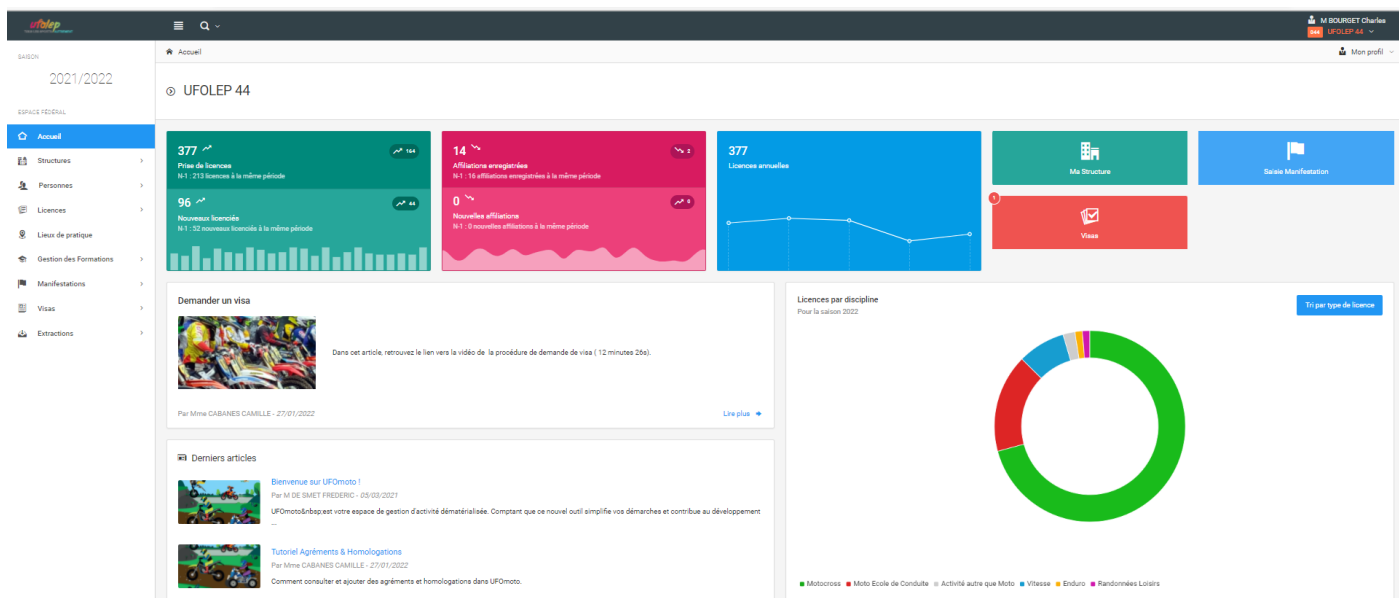 ufolep
M BOURGET Charles
044 UFOLEP 44
SAISON
2021/2022
ESPACE FÉDÉRAL
Accueil
Structures
Personnes
Licences
Lieux de pratique
Gestion des Formations
Manifestations
Visas
Extractions
Accueil
Mon profil
UFOLEP 44
377
164
Prise de licences
N-1 : 213 licences à la même période
96
44
Nouveaux licenciés
N-1 : 52 nouveaux licenciés à la même période
14
2
Affiliations enregistrées
N-1 : 16 affiliations enregistrées à la même période
0
0
Nouvelles affiliations
N-1 : 0 nouvelles affiliations à la même période
377
Licences annuelles
Ma Structure
Saisie Manifestation
1
Visas
Demander un visa
Dans cet article, retrouvez le lien vers la vidéo de la procédure de demande de visa ( 12 minutes 26s).
Par Mme CABANES CAMILLE - 27/01/2022
Lire plus
Derniers articles
Bienvenue sur UFOmoto !
Par M DE SMET FREDERIC - 05/03/2021
UFOmoto&nbsp;est votre espace de gestion d'activité dématérialisée. Comptant que ce nouvel outil simplifie vos démarches et contribue au développement
...
Tutoriel Agréments & Homologations
Par Mme CABANES CAMILLE - 27/01/2022
Comment consulter et ajouter des agréments et homologations dans UFOmoto.
Licences par discipline
Pour la saison 2022
Tri par type de licence
Motocross Moto Ecole de Conduite Activité autre que Moto Vitesse Enduro Randonnées Loisirs